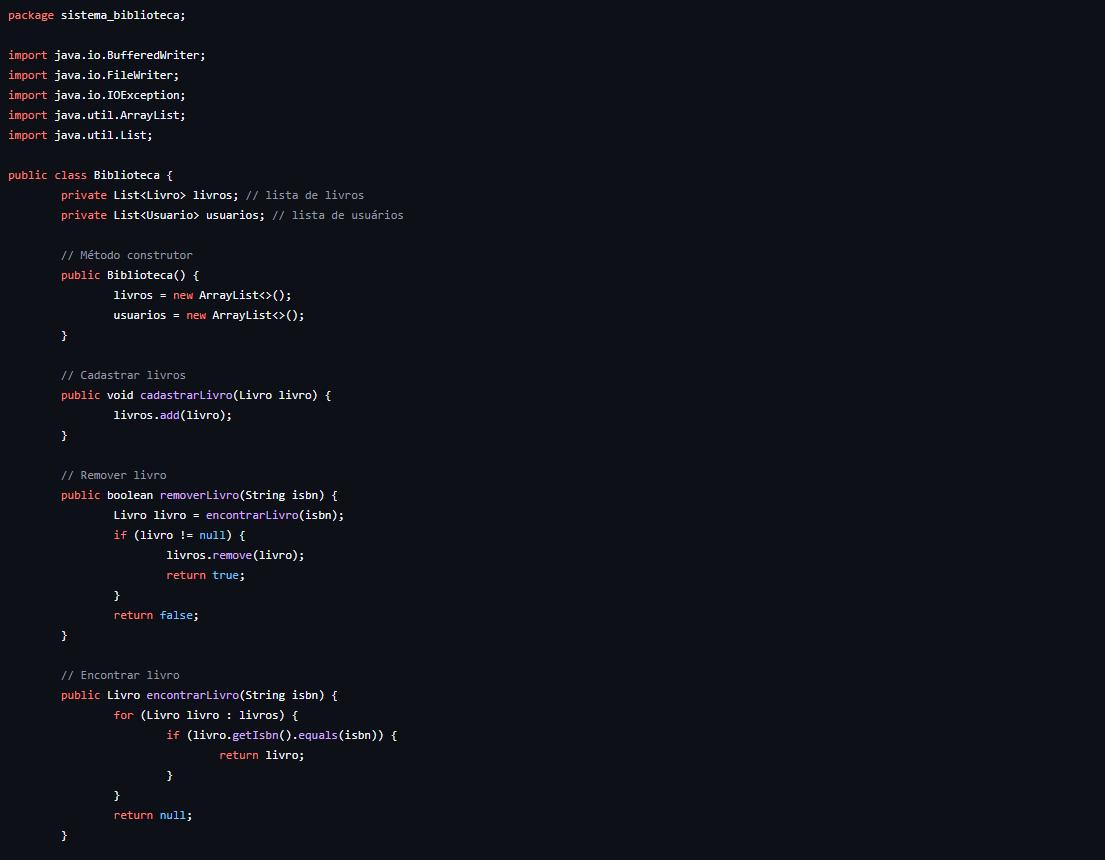 package sistema_biblioteca;
import java.io.BufferedWriter;
import java.io.FileWriter;
import java.io.IOException;
import java.util.ArrayList;
import java.util.List;
public class Biblioteca {
private List<Livro> livros; // lista de livros
private List<Usuario> usuarios; // lista de usuários
// Método construtor
public Biblioteca() {
livros = new ArrayList<>();
usuarios = new ArrayList<>();
}
// Cadastrar livros
public void cadastrarLivro(Livro livro) {
livros.add(livro);
}
// Remover livro
public boolean removerLivro(String isbn) {
Livro livro = encontrarLivro(isbn);
if (livro != null) {
livros.remove(livro);
return true;
}
return false;
}
// Encontrar livro
public Livro encontrarLivro(String isbn) {
for (Livro livro : livros) {
if (livro.getIsbn().equals(isbn)) {
return livro;
}
}
return null;
}